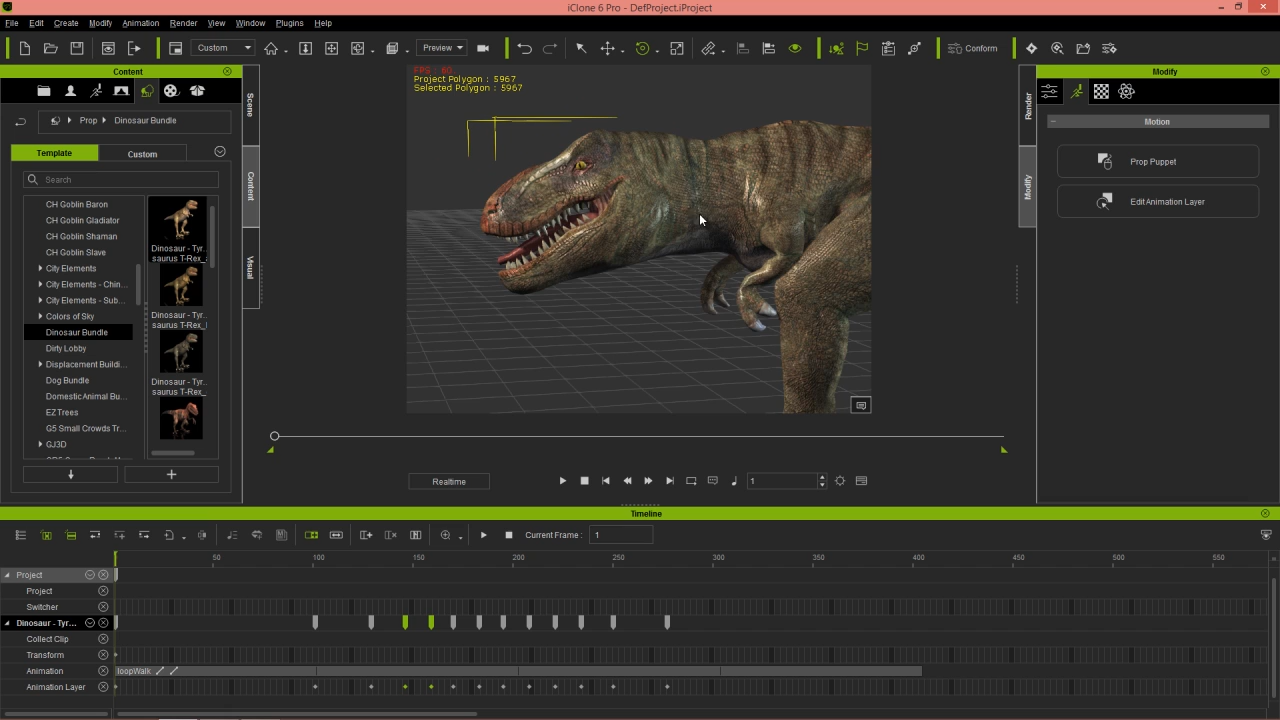 iClone 6 Pro - DefProject.iProject
File Edit Create Modify Animation Render View Window Plugins Help
Custom
Preview
Conform
Content
Prop Dinosaur Bundle
Template Custom
Search
CH Goblin Baron
CH Goblin Gladiator
CH Goblin Shaman
CH Goblin Slave
City Elements
City Elements - Chin...
City Elements - Sub...
Colors of Sky
Dinosaur Bundle
Dirty Lobby
Displacement Buildi...
Dog Bundle
Domestic Animal Bu...
EZTrees
G5 Small Crowds Tr...
GJ3D
Dinosaur - Tyr..
saurus T-Rex_
Dinosaur - Tyr..
saurus T-Rex_
Dinosaur - Tyr..
saurus T-Rex_
Scene
Content
Visual
FPS : 60
Project Polygon : 5967
Selected Polygon : 5967
Render
Modify
Modify
Motion
Prop Puppet
Edit Animation Layer
Realtime
1
Timeline
Current Frame : 1
50 100 150 200 250 300 350 400 450 500 550
Project
Project
Switcher
Dinosaur - Tyr...
Collect Clip
Transform
Animation
loopWalk
Animation Layer